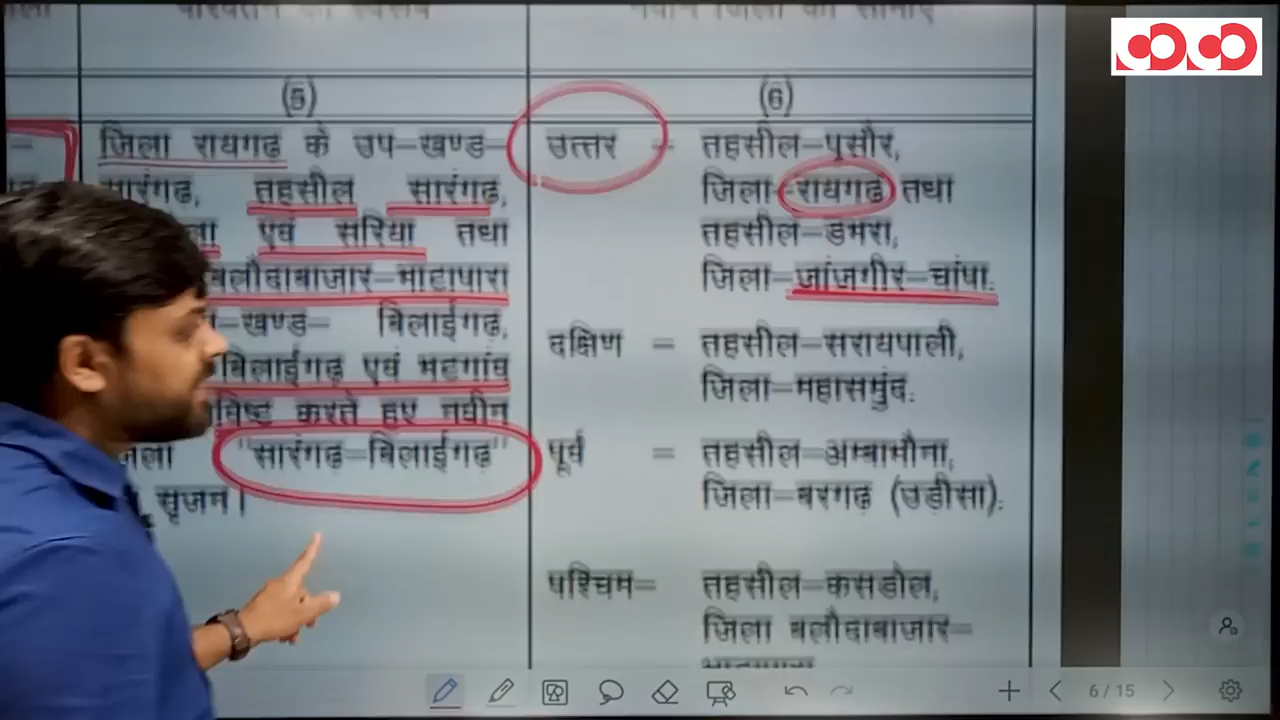 (5)
(6)
जिला रायगढ़ के उप-खण्ड-
सारंगढ़, तहसील सारंगढ़,
एवं सरिया तथा
बलौदाबाजार-भाटापारा
-खण्ड- बिलाईगढ़,
बिलाईगढ़ एवं भटगांव
करते हुए नवीन
"सारंगढ़-बिलाईगढ़"
सृजन।
उत्तर - तहसील-पुसौर,
जिला-रायगढ़ तथा
तहसील-डभरा,
जिला-जांजगीर-चांपा.
दक्षिण = तहसील-सरायपाली,
जिला-महासमुंद.
पूर्व = तहसील-अम्बाभौना,
जिला-बरगढ़ (उड़ीसा).
पश्चिम= तहसील-कसडोल,
जिला बलौदाबाजार-
6/15